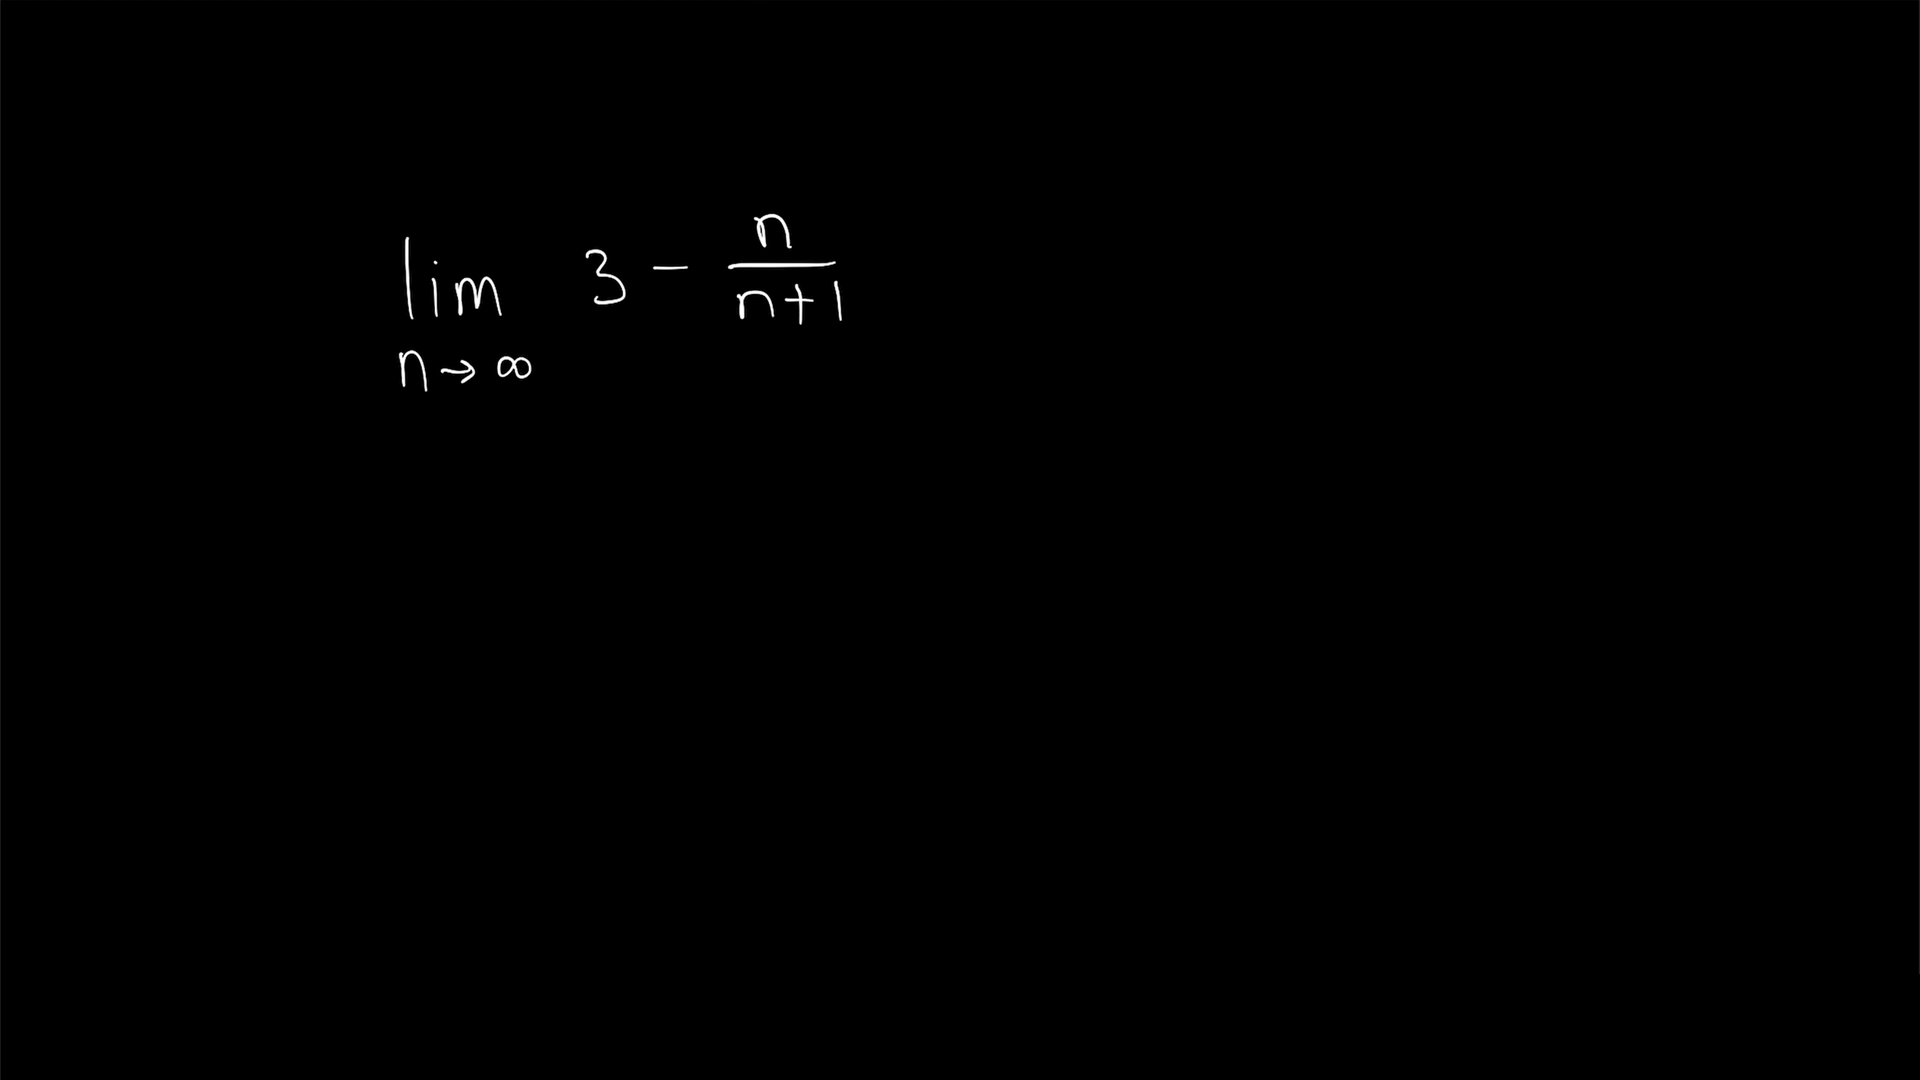 lim 3 - n/(n+1)
n → ∞